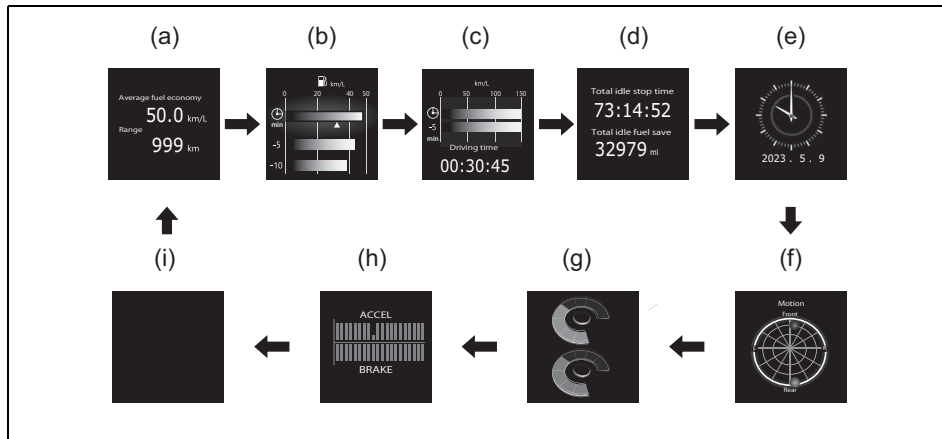 (a)
(b)
(c)
(d)
(e)
Average fuel economy
50.0 km/L
Range
999 km
km/L
0 20 40 50
min
-5
-10
km/L
0 50 100 150
-5
min
Driving time
00:30:45
Total idle stop time
73:14:52
Total idle fuel save
32979 ml
2023 . 5 . 9
(i)
(h)
(g)
(f)
ACCEL
BRAKE
Motion
Front
Rear